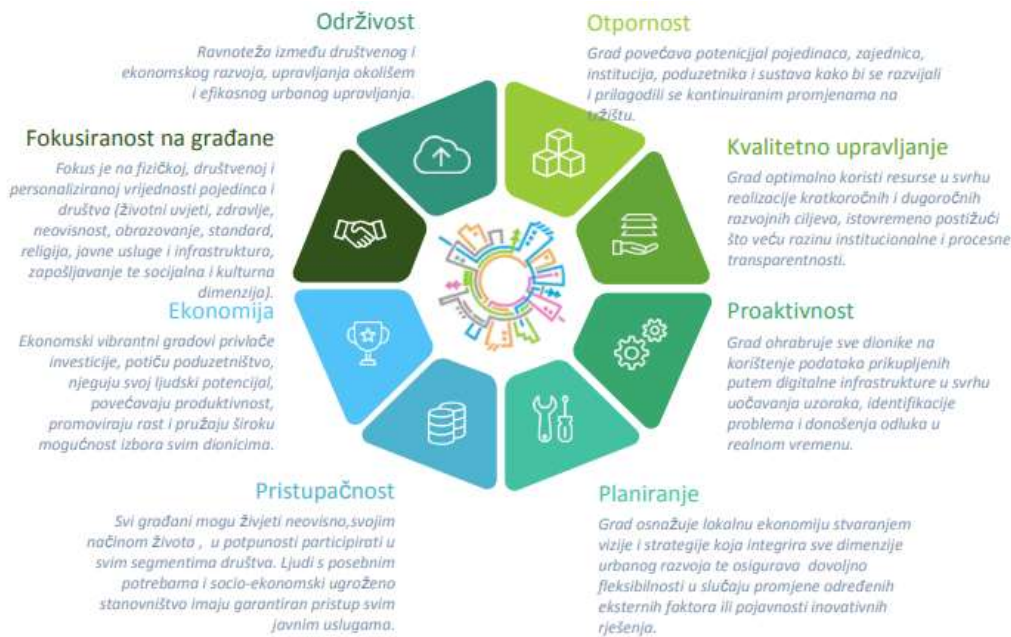 Održivost
Ravnoteža između društvenog i
ekonomskog razvoja, upravljanja okolišem
i efikasnog urbanog upravljanja.
Otpornost
Grad povećava potenicjjal pojedinaca, zajednica,
institucija, poduzetnika i sustava kako bi se razvijali
i prilagodili se kontinuiranim promjenama na
tržištu.
Fokusiranost na građane
Fokus je na fizičkoj, društvenoj i
personaliziranoj vrijednosti pojedinca i
društva (životni uvjeti, zdravlje,
neovisnost, obrazovanje, standard,
religija, javne usluge i infrastruktura,
zapošljavanje te socijalna i kulturna
dimenzija).
Kvalitetno upravljanje
Grad optimalno koristi resurse u svrhu
realizacije kratkoročnih i dugoročnih
razvojnih ciljeva, istovremeno postižući
što veću razinu institucionalne i procesne
transparentnosti.
Ekonomija
Ekonomski vibrantni gradovi privlače
investicije, potiču poduzetništvo,
njeguju svoj ljudski potencijal,
povećavaju produktivnost,
promoviraju rast i pružaju široku
mogućnost izbora svim dionicima.
Proaktivnost
Grad ohrabruje sve dionike na
korištenje podataka prikupljenih
putem digitalne infrastrukture u svrhu
uočavanja uzoraka, identifikacije
problema i donošenja odluka u
realnom vremenu.
Pristupačnost
Svi građani mogu živjeti neovisno,svojim
načinom života , u potpunosti participirati u
svim segmentima društva. Ljudi s posebnim
potrebama i socio-ekonomski ugroženo
stanovništvo imaju garantiran pristup svim
javnim uslugama.
Planiranje
Grad osnažuje lokalnu ekonomiju stvaranjem
vizije i strategije koja integrira sve dimenzije
urbanog razvoja te osigurava dovoljno
fleksibilnosti u slučaju promjene određenih
eksternih faktora ili pojavnosti inovativnih
rješenja.